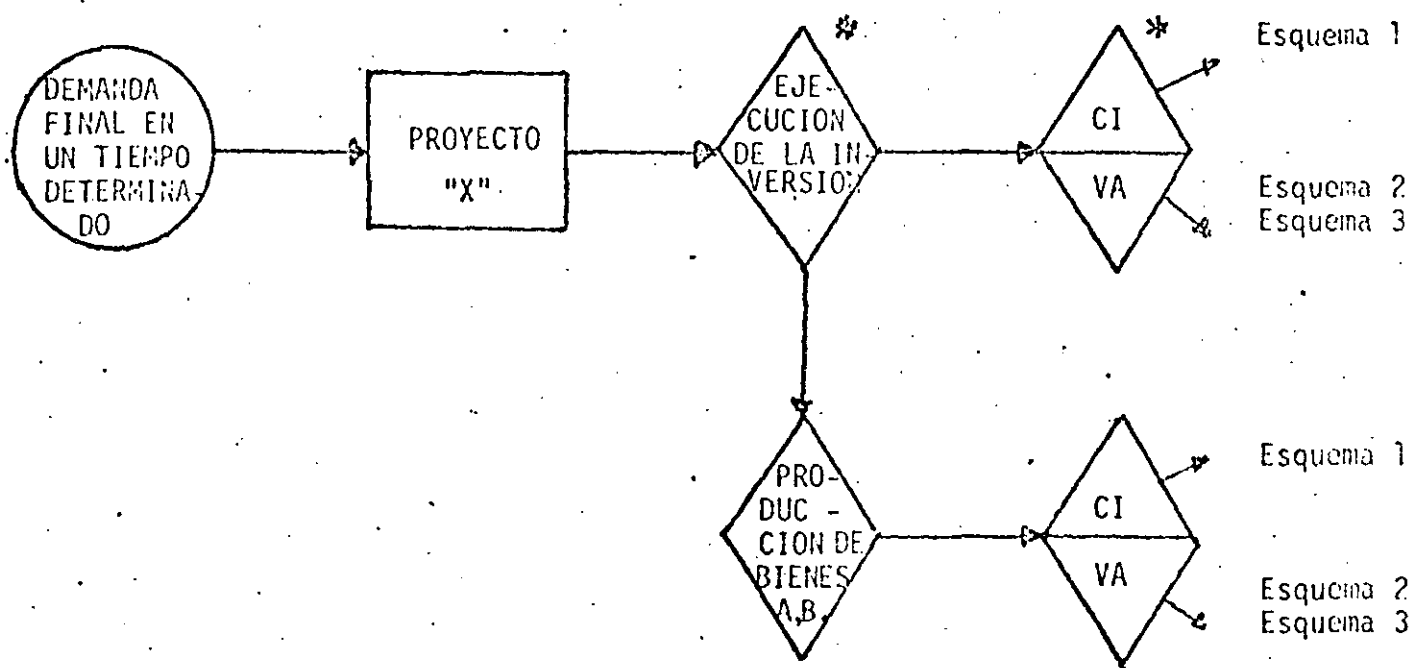 DEMANDA
FINAL EN
UN TIEMPO
DETERMINA-
DO
PROYECTO
"X"
EJE-
CUCION
DE LA IN-
VERSION
*
CI
VA
*
Esquema 1
Esquema 2
Esquema 3
PRO-
DUC -
CION DE
BIENES
A,B,
CI
VA
Esquema 1
Esquema 2
Esquema 3